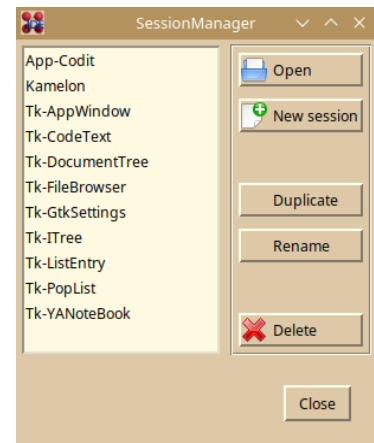 SessionManager
App-Codit
Kamelon
Tk-AppWindow
Tk-CodeText
Tk-DocumentTree
Tk-FileBrowser
Tk-GtkSettings
Tk-ITree
Tk-ListEntry
Tk-PopList
Tk-YANoteBook
Open
New session
Duplicate
Rename
Delete
Close